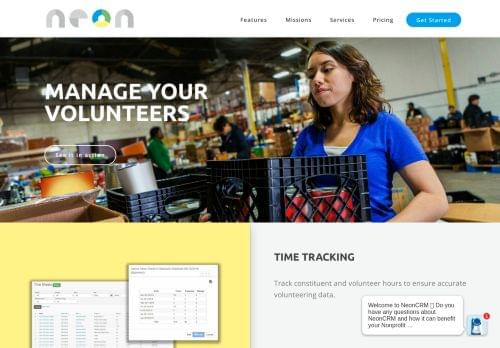 neon
Features
Missions
Services
Pricing
Get Started
MANAGE YOUR
VOLUNTEERS
See it in action
TIME TRACKING
Track constituent and volunteer hours to ensure accurate
volunteering data.
Time Sheets
Welcome to NeonCRM
Do you
have any questions about
NeonCRM and how it can benefit
your Nonprofit ...
1